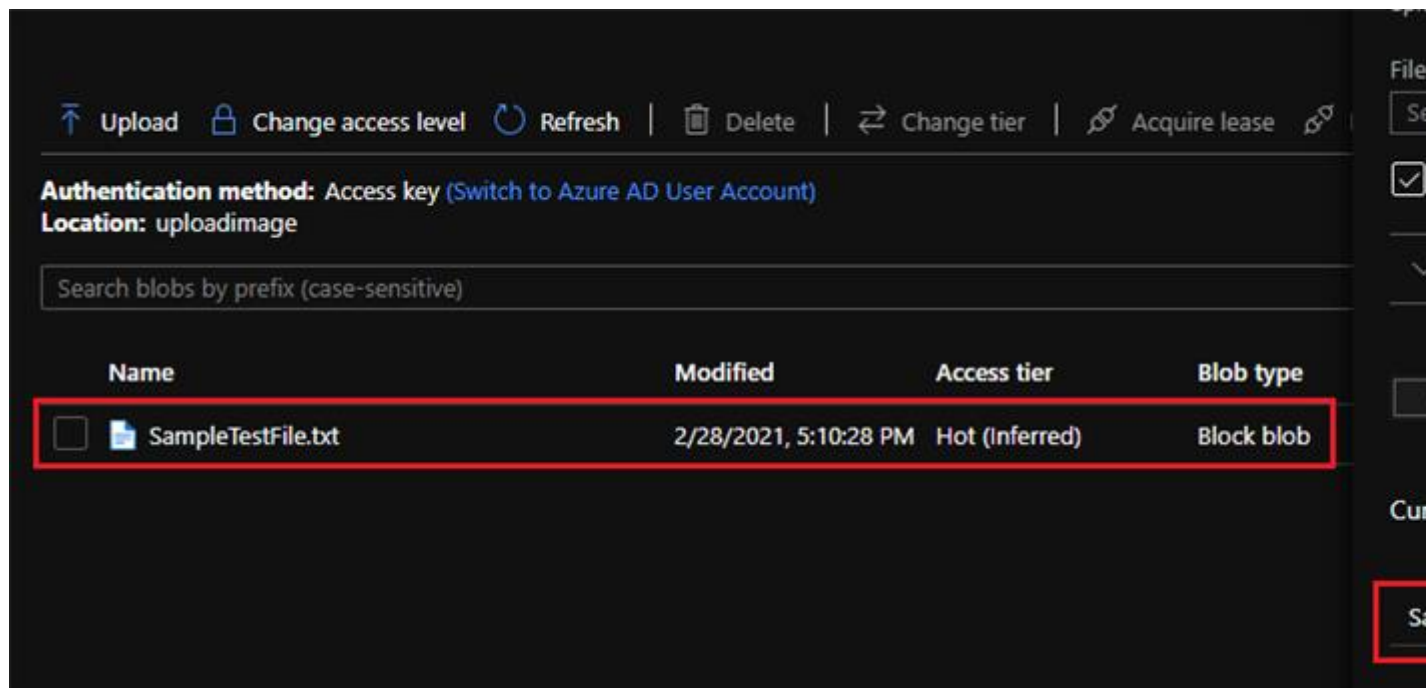 Upload Change access level Refresh | Delete | Change tier | Acquire lease
File
Authentication method: Access key (Switch to Azure AD User Account)
Location: uploadimage
Search blobs by prefix (case-sensitive)
Name Modified Access tier Blob type
SampleTestFile.txt 2/28/2021, 5:10:28 PM Hot (Inferred) Block blob